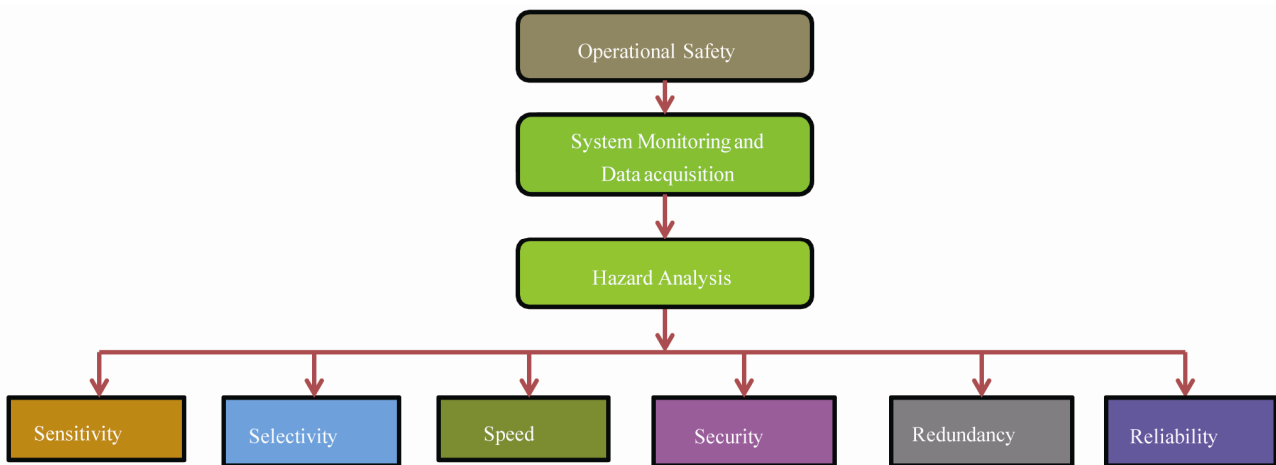 Operational Safety
System Monitoring and
Data acquisition
Hazard Analysis
Sensitivity
Selectivity
Speed
Security
Redundancy
Reliability